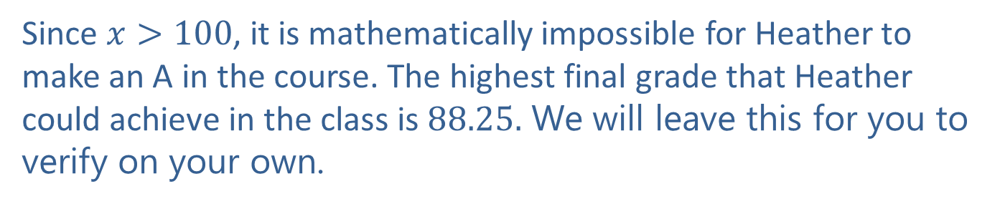 Since x > 100, it is mathematically impossible for Heather to
make an A in the course. The highest final grade that Heather
could achieve in the class is 88.25. We will leave this for you to
verify on your own.